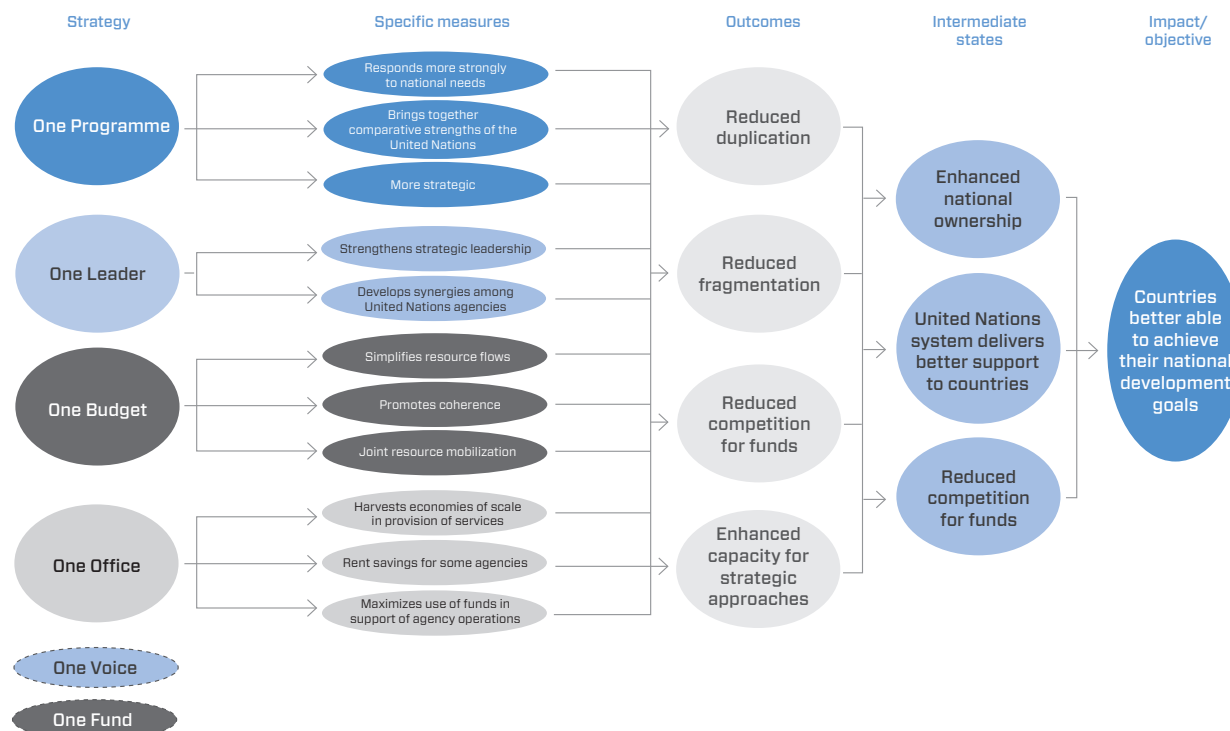 Strategy
Specific measures
Outcomes
Intermediate
states
Impact/
objective
One Programme
Responds more strongly
to national needs
Brings together
comparative strengths of the
United Nations
More strategic
One Leader
Strengthens strategic leadership
Develops synergies among
United Nations agencies
One Budget
Simplifies resource flows
Promotes coherence
Joint resource mobilization
One Office
Harvests economies of scale
in provision of services
Rent savings for some agencies
Maximizes use of funds in
support of agency operations
One Voice
One Fund
Reduced
duplication
Reduced
fragmentation
Reduced
competition
for funds
Enhanced
capacity for
strategic
approaches
Enhanced
national
ownership
United Nations
system delivers
better support
to countries
Reduced
competition
for funds
Countries
better able
to achieve
their national
development
goals